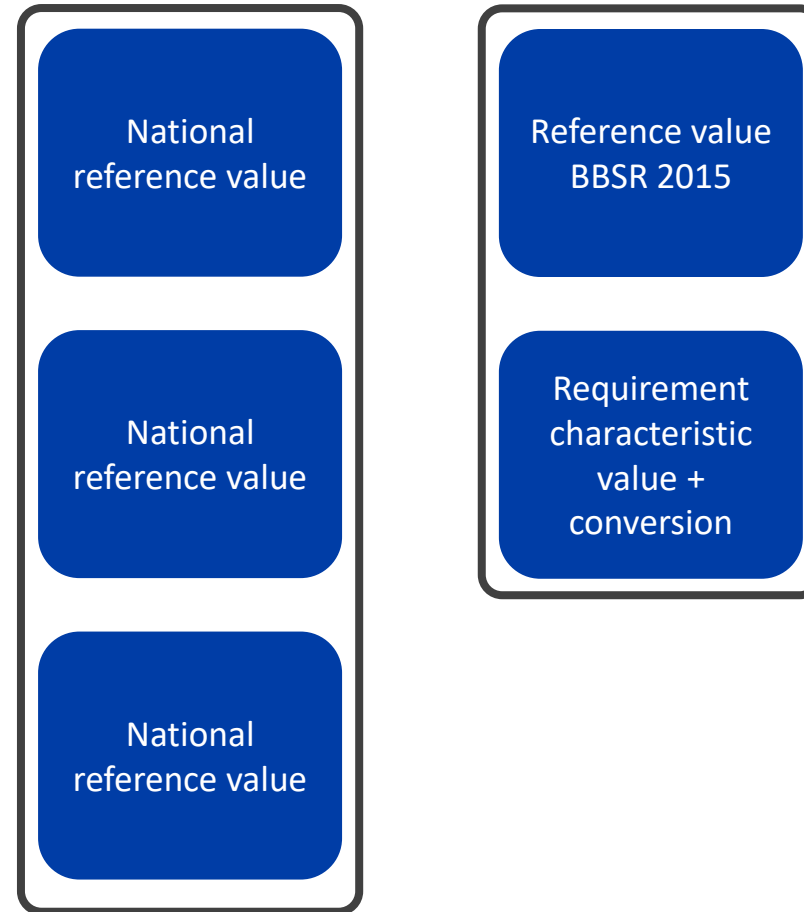 National
reference value
National
reference value
National
reference value
Reference value
BBSR 2015
Requirement
characteristic
value +
conversion